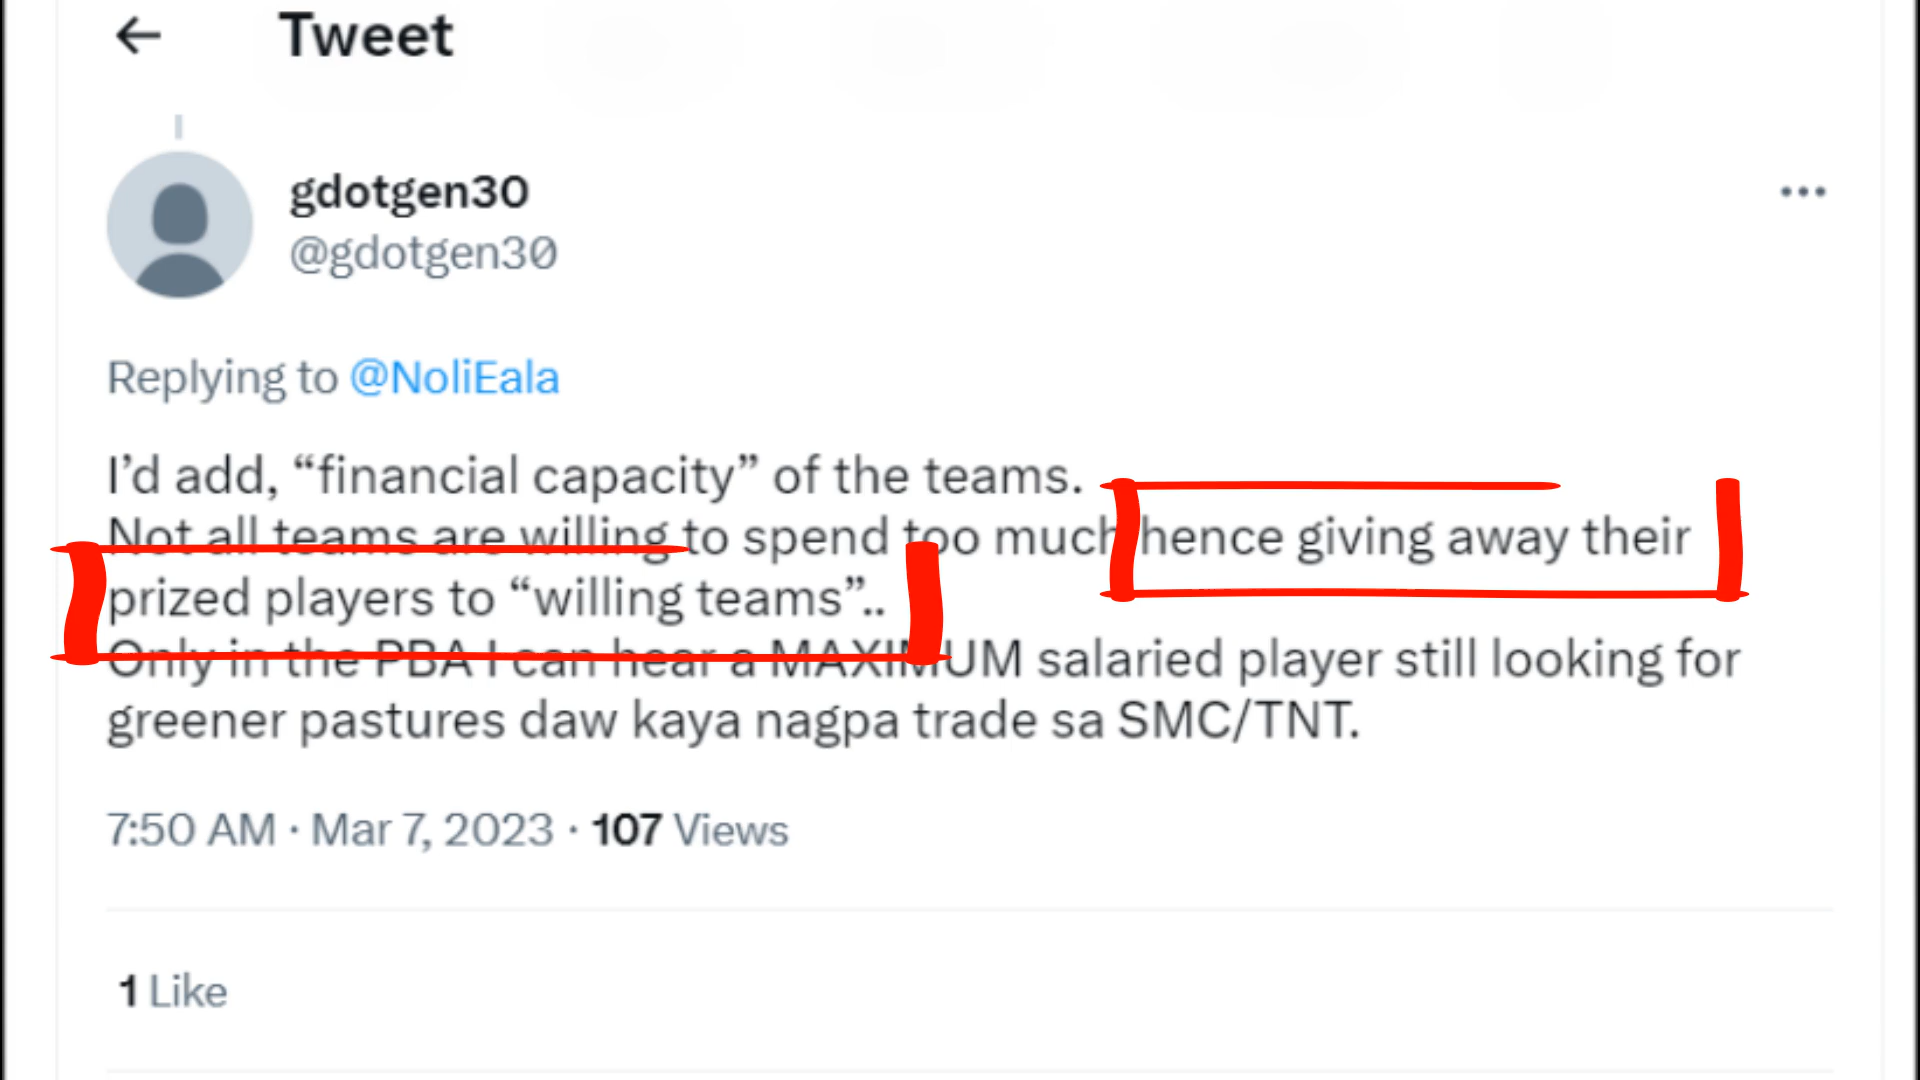 Tweet
gdotgen30
@gdotgen30
Replying to @NoliEala
I’d add, “financial capacity” of the teams.
Not all teams are willing to spend too much hence giving away their
prized players to “willing teams”..
Only in the PBA I can hear a MAXIMUM salaried player still looking for
greener pastures daw kaya nagpa trade sa SMC/TNT.
7:50 AM · Mar 7, 2023 · 107 Views
1 Like